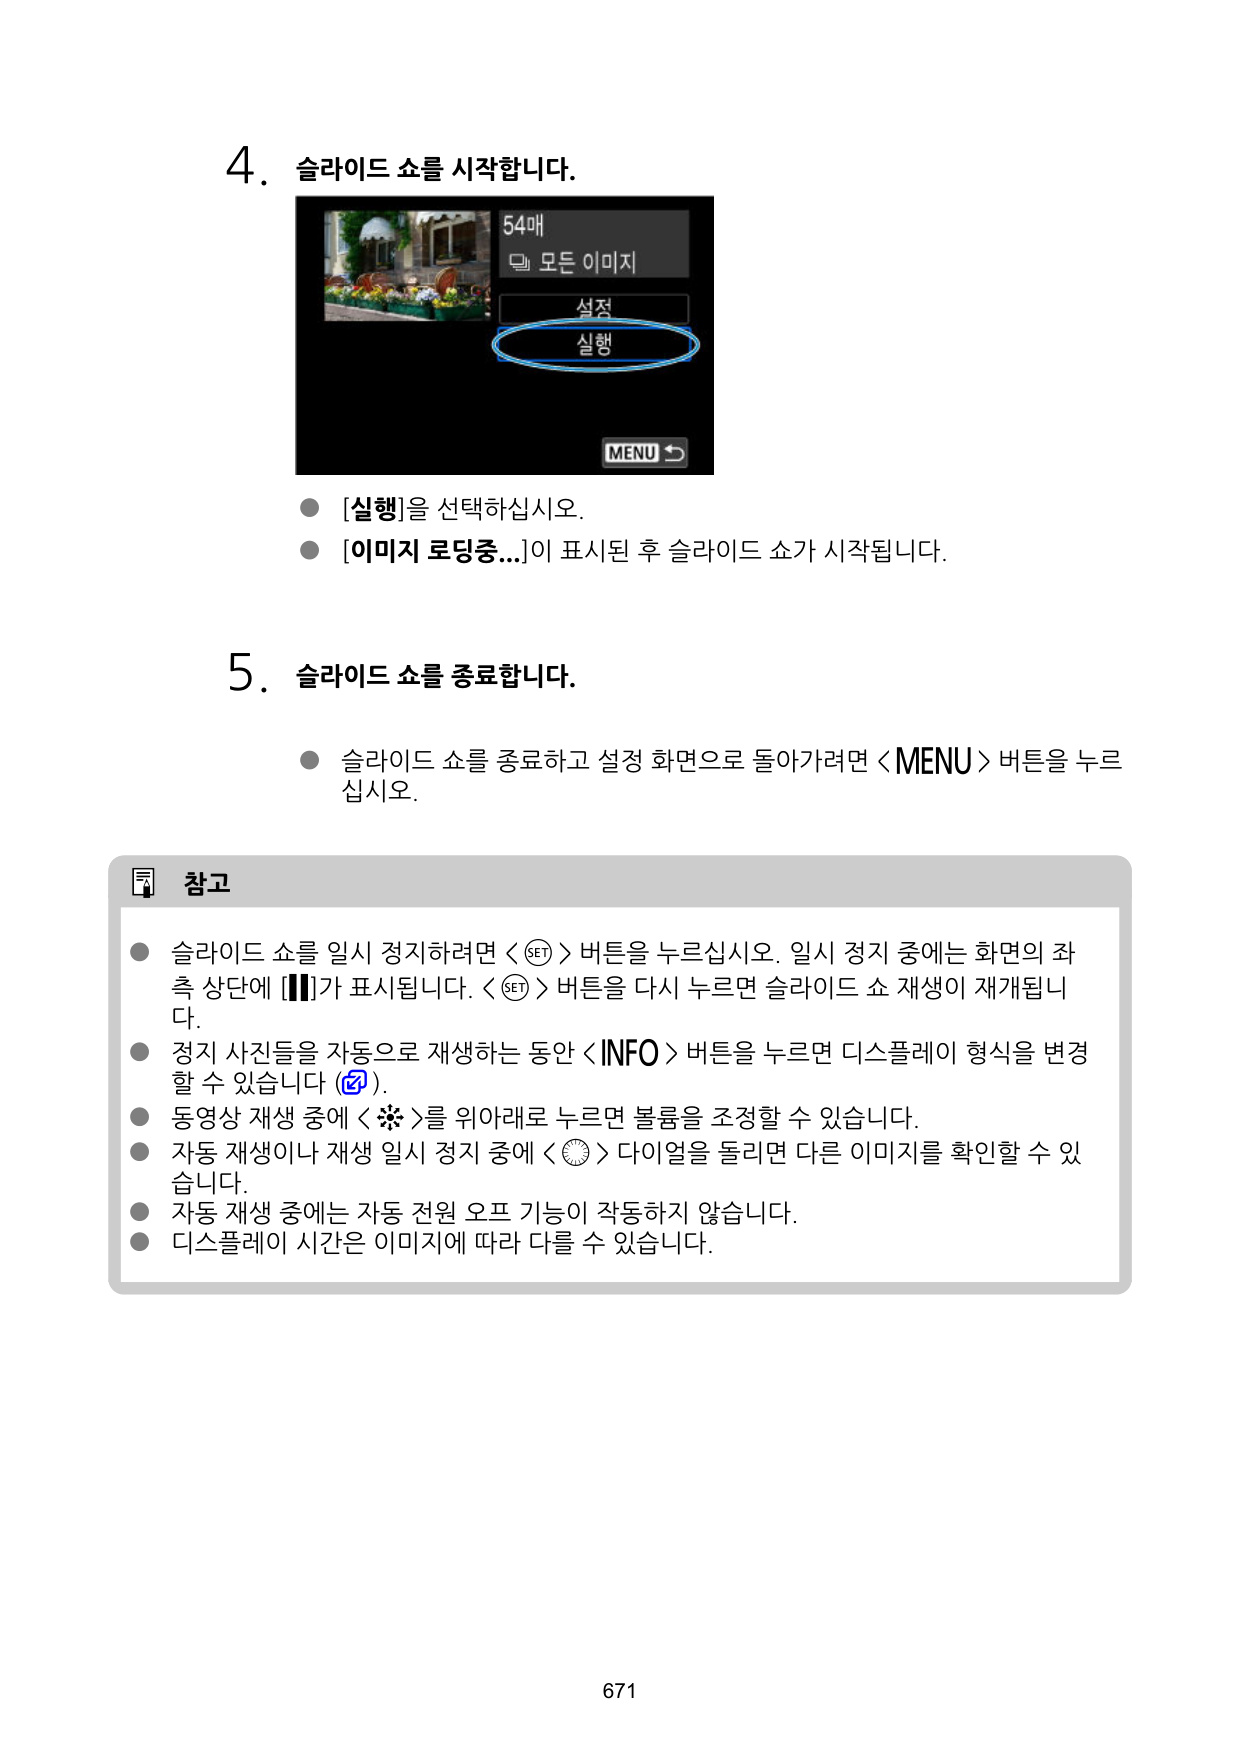 4. 슬라이드 쇼를 시작합니다.
54매
모든 이미지
설정
실행
MENU
[실행]을 선택하십시오.
[이미지 로딩중...]이 표시된 후 슬라이드 쇼가 시작됩니다.
5. 슬라이드 쇼를 종료합니다.
슬라이드 쇼를 종료하고 설정 화면으로 돌아가려면 <MENU> 버튼을 누르
십시오.
참고
슬라이드 쇼를 일시 정지하려면 <SET> 버튼을 누르십시오. 일시 정지 중에는 화면의 좌
측 상단에 [▌▌]가 표시됩니다. <SET> 버튼을 다시 누르면 슬라이드 쇼 재생이 재개됩니
다.
정지 사진들을 자동으로 재생하는 동안 <INFO> 버튼을 누르면 디스플레이 형식을 변경
할 수 있습니다 ( ).
동영상 재생 중에 < >를 위아래로 누르면 볼륨을 조정할 수 있습니다.
자동 재생이나 재생 일시 정지 중에 < > 다이얼을 돌리면 다른 이미지를 확인할 수 있
습니다.
자동 재생 중에는 자동 전원 오프 기능이 작동하지 않습니다.
디스플레이 시간은 이미지에 따라 다를 수 있습니다.
671